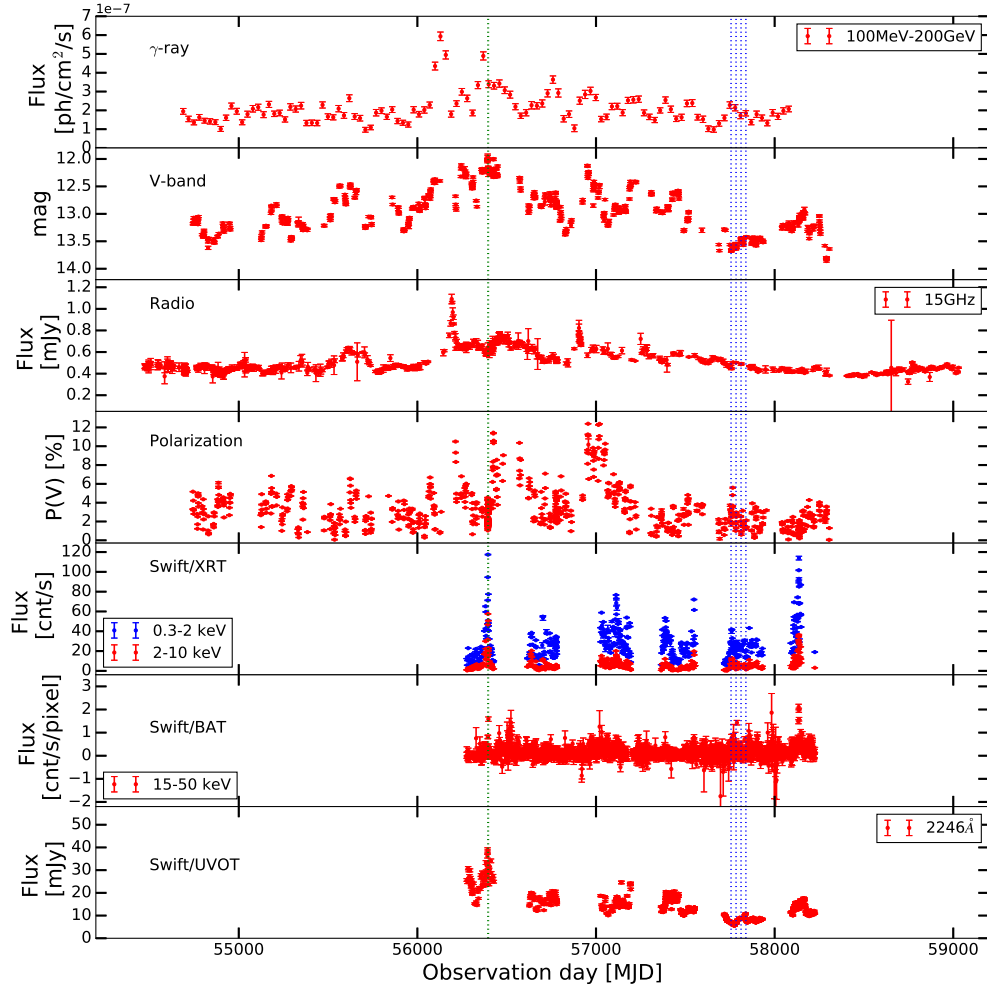 1e−7
7
6
5
4
3
2
1
0
Flux
[ph/cm²/s]
γ-ray
100MeV-200GeV
12.0
12.5
13.0
13.5
14.0
mag
V-band
1.2
1.0
0.8
0.6
0.4
0.2
Flux
[mJy]
Radio
15GHz
12
10
8
6
4
2
0
P(V) [%]
Polarization
120
100
80
60
40
20
0
Flux
[cnt/s]
Swift/XRT
0.3-2 keV
2-10 keV
3
2
1
0
−1
−2
Flux
[cnt/s/pixel]
Swift/BAT
15-50 keV
50
40
30
20
10
0
Flux
[mJy]
Swift/UVOT
2246Å
55000 56000 57000 58000 59000
Observation day [MJD]